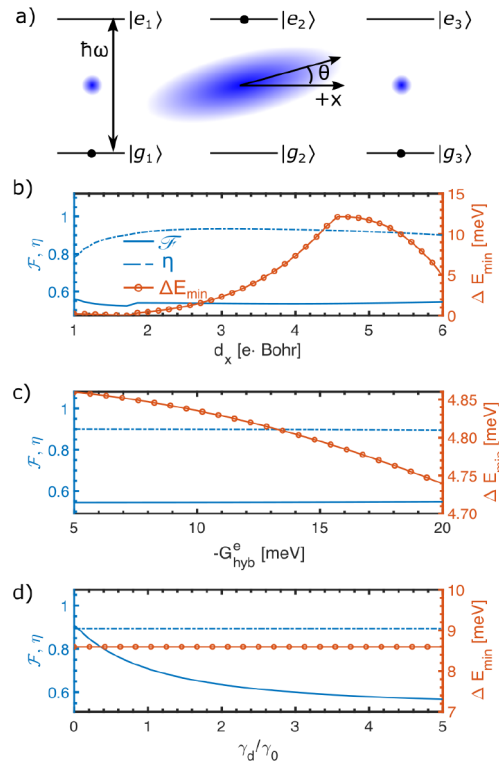 a)
|e₁⟩ |e₂⟩ |e₃⟩
ħω
θ
+x
|g₁⟩ |g₂⟩ |g₃⟩
b)
1 0.8 0.6
ℱ, η
ℱ
η
ΔE_min
15 10 5 0
Δ E_min [meV]
1 2 3 4 5 6
d_x [e· Bohr]
c)
1 0.8 0.6
ℱ, η
4.85 4.80 4.75 4.70
Δ E_min [meV]
5 10 15 20
-G^e_hyb [meV]
d)
1 0.8 0.6
ℱ, η
10 9 8 7
Δ E_min [meV]
0 1 2 3 4 5
γ_d/γ_0